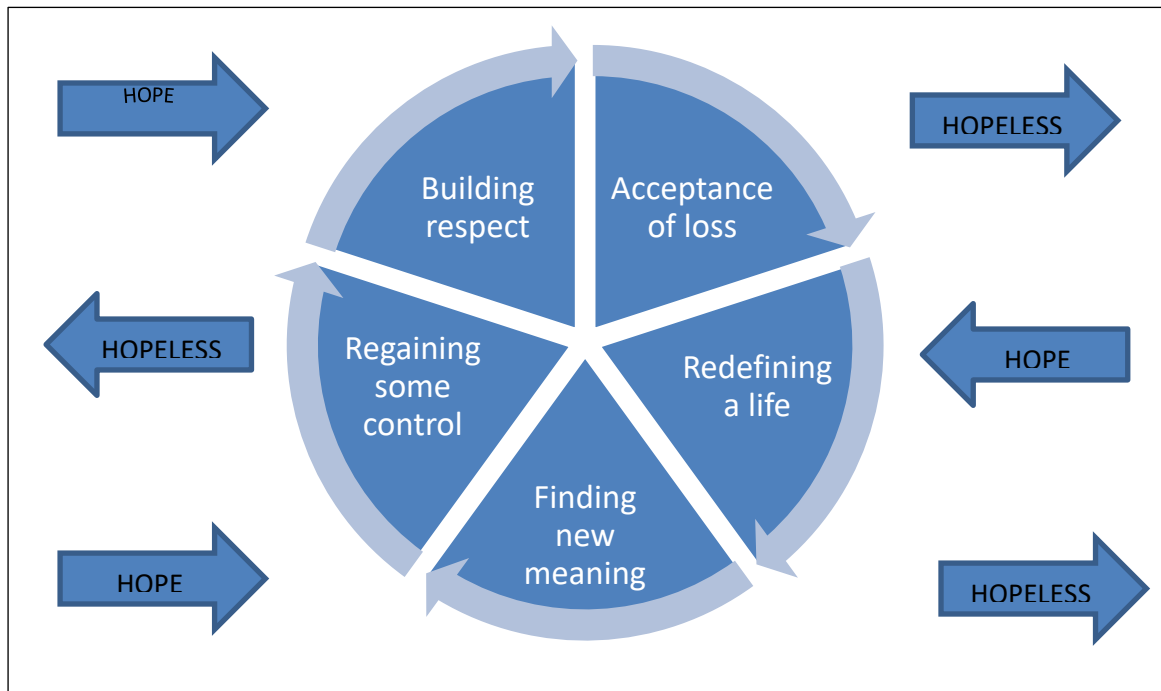 HOPE
HOPELESS
Building
respect
Acceptance
of loss
HOPELESS
Regaining
some
control
Redefining
a life
HOPE
Finding
new
meaning
HOPE
HOPELESS